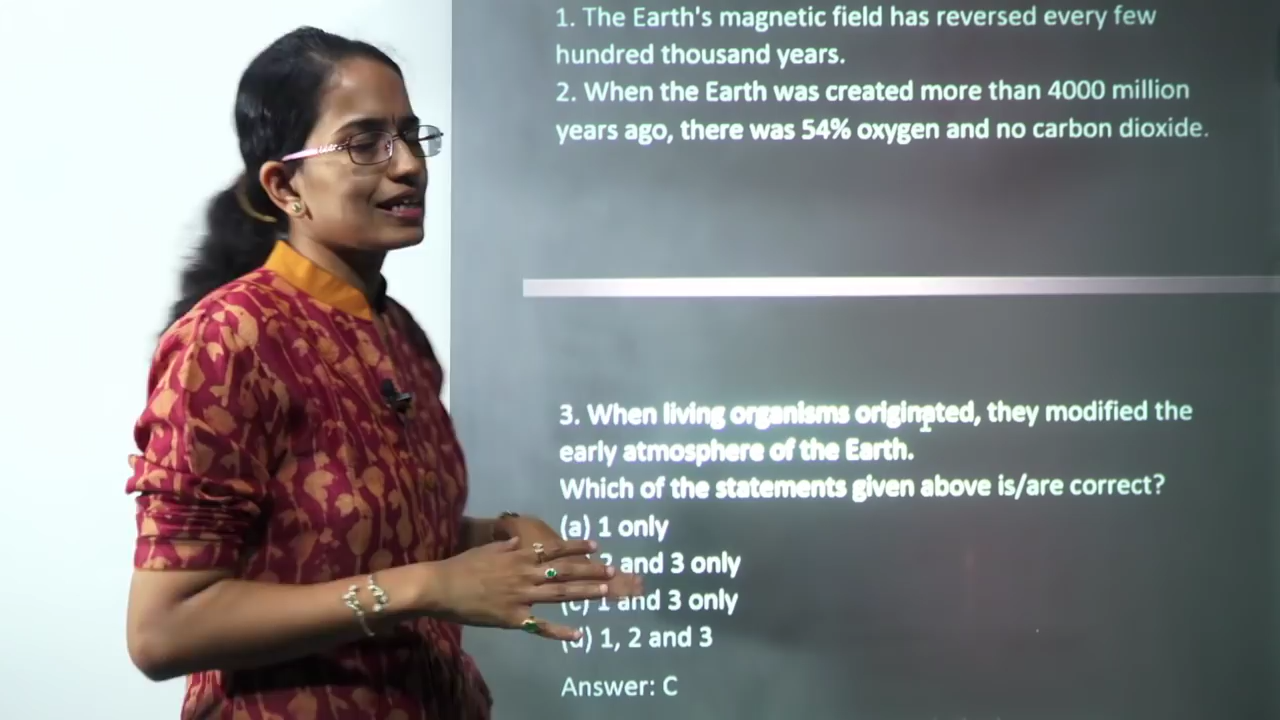 1. The Earth's magnetic field has reversed every few
hundred thousand years.
2. When the Earth was created more than 4000 million
years ago, there was 54% oxygen and no carbon dioxide.
3. When living organisms originated, they modified the
early atmosphere of the Earth.
Which of the statements given above is/are correct?
(a) 1 only
2 and 3 only
(c) 1 and 3 only
(d) 1, 2 and 3
Answer: C